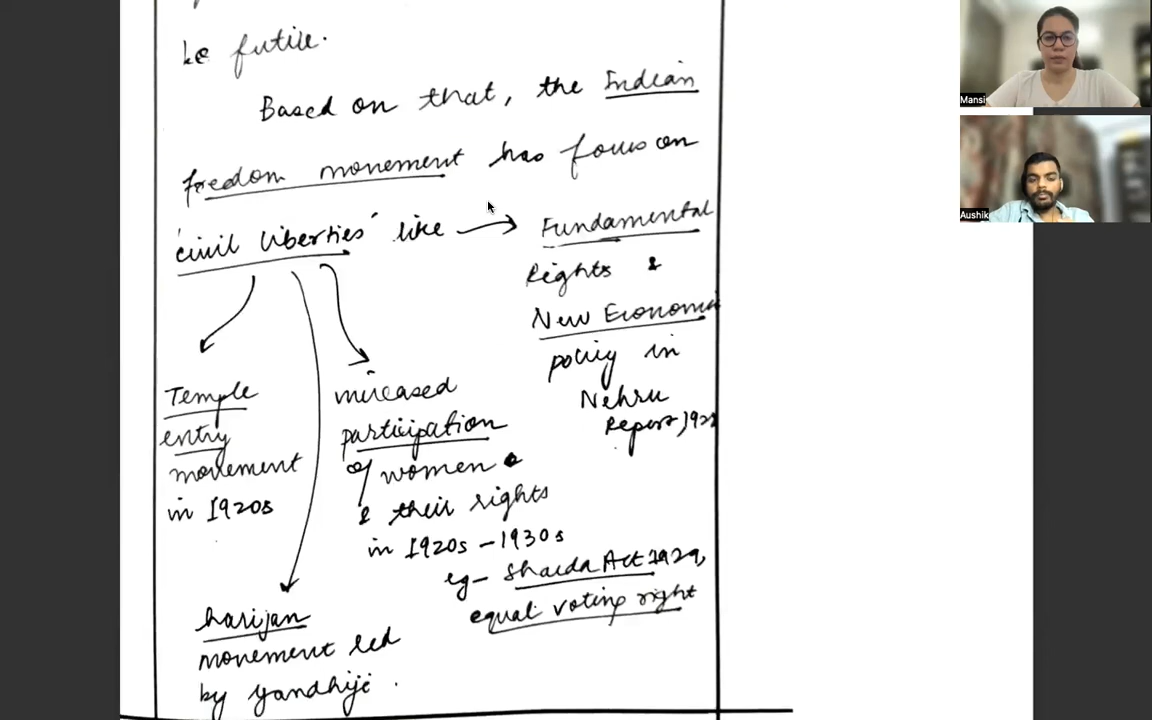 be futile.
Based on that, the Indian
freedom movement has focus on
'civil liberties' like → Fundamental
Rights &
New Economic
policy in
Nehru
Report, 1928
Temple
entry
movement
in 1920s
increased
participation
of women
& their rights
in 1920s - 1930s
eg - Sharda Act 1929,
equal voting right
harijan
movement led
by Gandhiji.
Mansi
Aushik